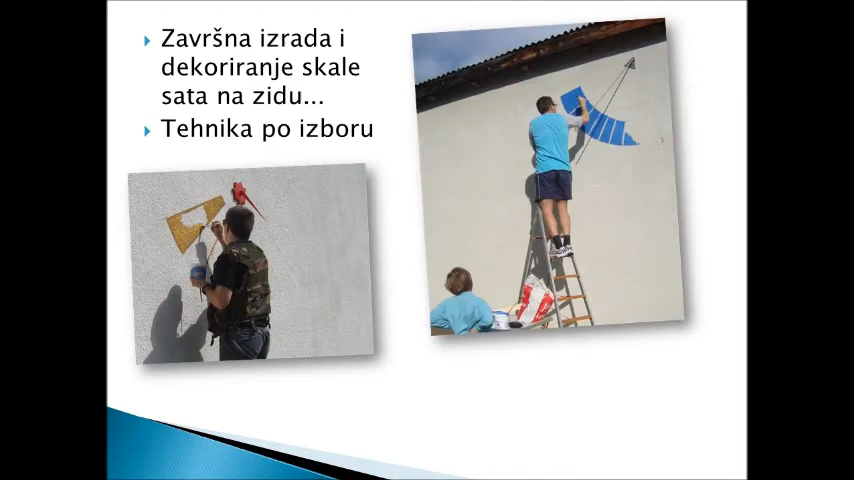 Završna izrada i
dekoriranje skale
sata na zidu...
Tehnika po izboru